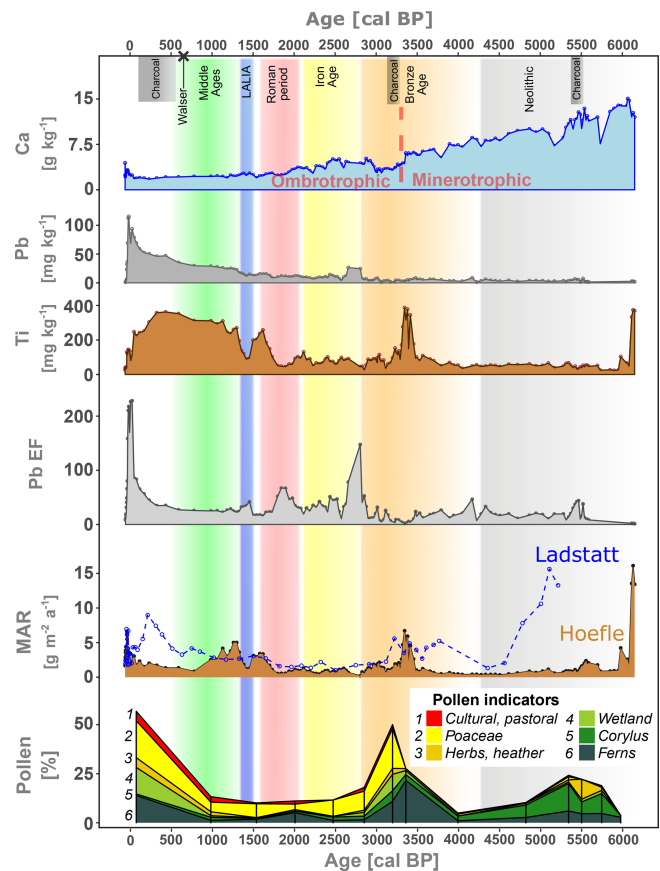 Age [cal BP]
0 500 1000 1500 2000 2500 3000 3500 4000 4500 5000 5500 6000
Charcoal
Walser
Middle
Ages
LALIA
Roman
period
Iron
Age
Charcoal
Bronze
Age
Neolithic
Charcoal
Ca
[g kg⁻¹]
15
7.5
0
Ombrotrophic
Minerotrophic
Pb
[mg kg⁻¹]
100
50
0
Ti
[mg kg⁻¹]
400
200
0
Pb EF
200
100
0
MAR
[g m⁻² a⁻¹]
15
10
5
0
Ladstatt
Hoefle
Pollen indicators
1 Cultural, pastoral
2 Poaceae
3 Herbs, heather
4 Wetland
5 Corylus
6 Ferns
Pollen
[%]
50
25
0
1
2
3
4
5
6
0 500 1000 1500 2000 2500 3000 3500 4000 4500 5000 5500 6000
Age [cal BP]